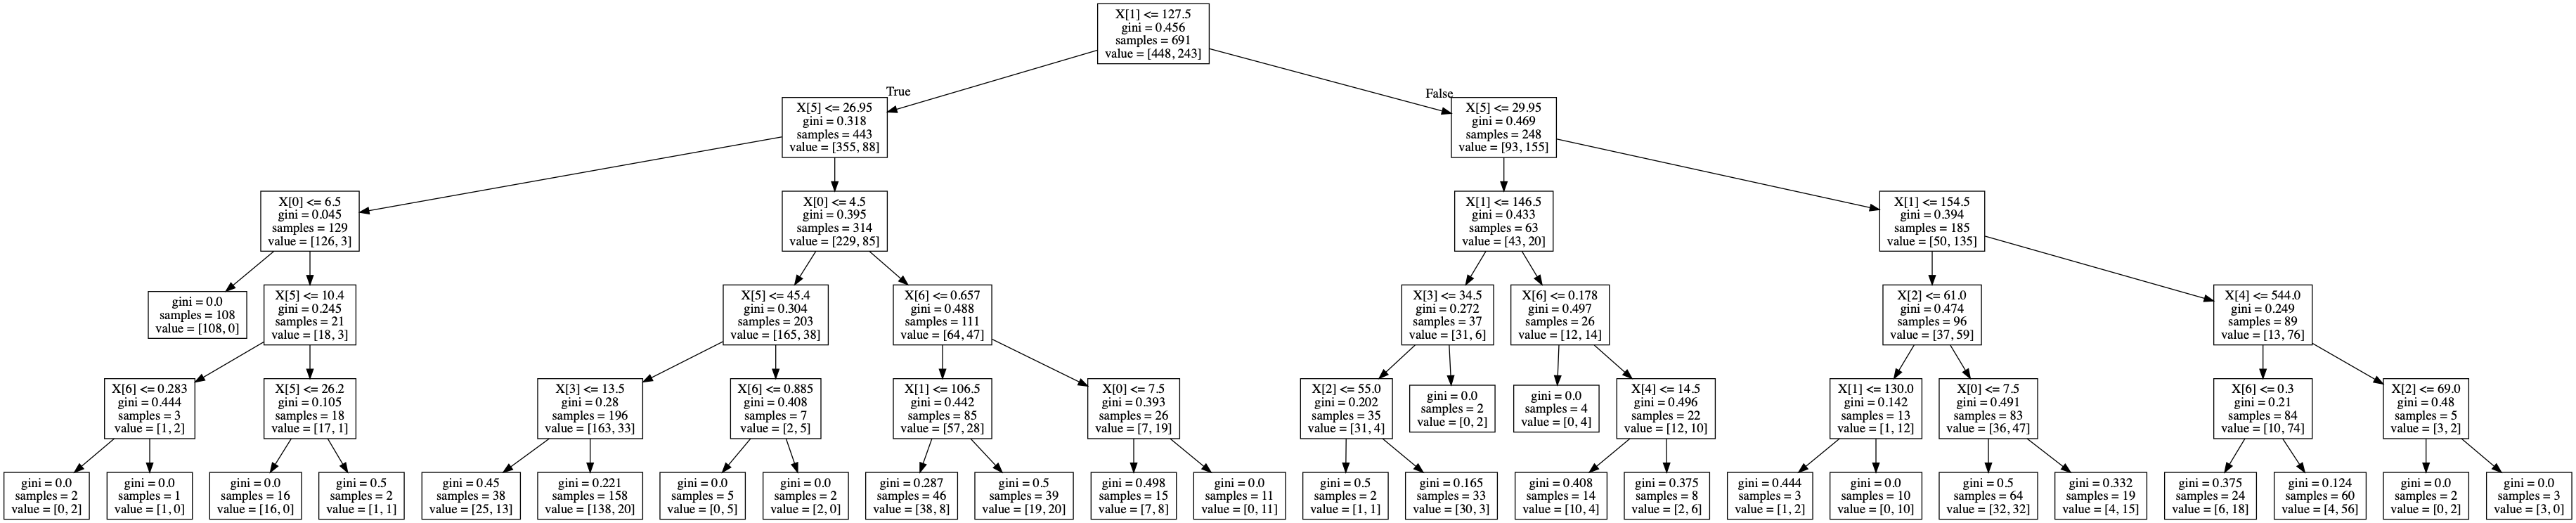 X[1] <= 127.5
gini = 0.456
samples = 691
value = [448, 243]
True
False
X[5] <= 26.95
gini = 0.318
samples = 443
value = [355, 88]
X[5] <= 29.95
gini = 0.469
samples = 248
value = [93, 155]
X[0] <= 6.5
gini = 0.045
samples = 129
value = [126, 3]
X[0] <= 4.5
gini = 0.395
samples = 314
value = [229, 85]
X[1] <= 146.5
gini = 0.433
samples = 63
value = [43, 20]
X[1] <= 154.5
gini = 0.394
samples = 185
value = [50, 135]
gini = 0.0
samples = 108
value = [108, 0]
X[5] <= 10.4
gini = 0.245
samples = 21
value = [18, 3]
X[5] <= 45.4
gini = 0.304
samples = 203
value = [165, 38]
X[6] <= 0.657
gini = 0.488
samples = 111
value = [64, 47]
X[3] <= 34.5
gini = 0.272
samples = 37
value = [31, 6]
X[6] <= 0.178
gini = 0.497
samples = 26
value = [12, 14]
X[2] <= 61.0
gini = 0.474
samples = 96
value = [37, 59]
X[4] <= 544.0
gini = 0.249
samples = 89
value = [13, 76]
X[6] <= 0.283
gini = 0.444
samples = 3
value = [1, 2]
X[5] <= 26.2
gini = 0.105
samples = 18
value = [17, 1]
X[3] <= 13.5
gini = 0.28
samples = 196
value = [163, 33]
X[6] <= 0.885
gini = 0.408
samples = 7
value = [2, 5]
X[1] <= 106.5
gini = 0.442
samples = 85
value = [57, 28]
X[0] <= 7.5
gini = 0.393
samples = 26
value = [7, 19]
X[2] <= 55.0
gini = 0.202
samples = 35
value = [31, 4]
gini = 0.0
samples = 2
value = [0, 2]
gini = 0.0
samples = 4
value = [0, 4]
X[4] <= 14.5
gini = 0.496
samples = 22
value = [12, 10]
X[1] <= 130.0
gini = 0.142
samples = 13
value = [1, 12]
X[0] <= 7.5
gini = 0.491
samples = 83
value = [36, 47]
X[6] <= 0.3
gini = 0.21
samples = 84
value = [10, 74]
X[2] <= 69.0
gini = 0.48
samples = 5
value = [3, 2]
gini = 0.0
samples = 2
value = [0, 2]
gini = 0.0
samples = 1
value = [1, 0]
gini = 0.0
samples = 16
value = [16, 0]
gini = 0.5
samples = 2
value = [1, 1]
gini = 0.45
samples = 38
value = [25, 13]
gini = 0.221
samples = 158
value = [138, 20]
gini = 0.0
samples = 5
value = [0, 5]
gini = 0.0
samples = 2
value = [2, 0]
gini = 0.287
samples = 46
value = [38, 8]
gini = 0.5
samples = 39
value = [19, 20]
gini = 0.498
samples = 15
value = [7, 8]
gini = 0.0
samples = 11
value = [0, 11]
gini = 0.5
samples = 2
value = [1, 1]
gini = 0.165
samples = 33
value = [30, 3]
gini = 0.408
samples = 14
value = [10, 4]
gini = 0.375
samples = 8
value = [2, 6]
gini = 0.444
samples = 3
value = [1, 2]
gini = 0.0
samples = 10
value = [0, 10]
gini = 0.5
samples = 64
value = [32, 32]
gini = 0.332
samples = 19
value = [4, 15]
gini = 0.375
samples = 24
value = [6, 18]
gini = 0.124
samples = 60
value = [4, 56]
gini = 0.0
samples = 2
value = [0, 2]
gini = 0.0
samples = 3
value = [3, 0]